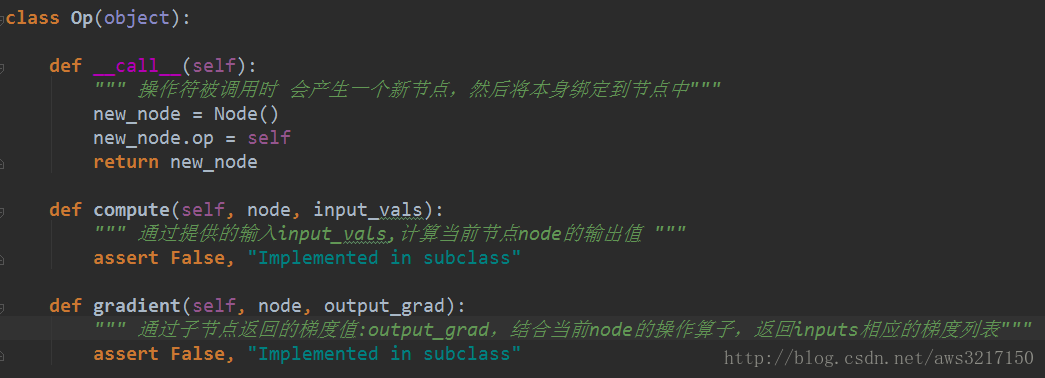 class Op(object):
def __call__(self):
""" 操作符被调用时 会产生一个新节点，然后将本身绑定到节点中"""
new_node = Node()
new_node.op = self
return new_node
def compute(self, node, input_vals):
""" 通过提供的输入input_vals,计算当前节点node的输出值 """
assert False, "Implemented in subclass"
def gradient(self, node, output_grad):
""" 通过子节点返回的梯度值:output_grad，结合当前node的操作算子，返回inputs相应的梯度列表"""
assert False, "Implemented in subclass"
http://blog.csdn.net/aws3217150